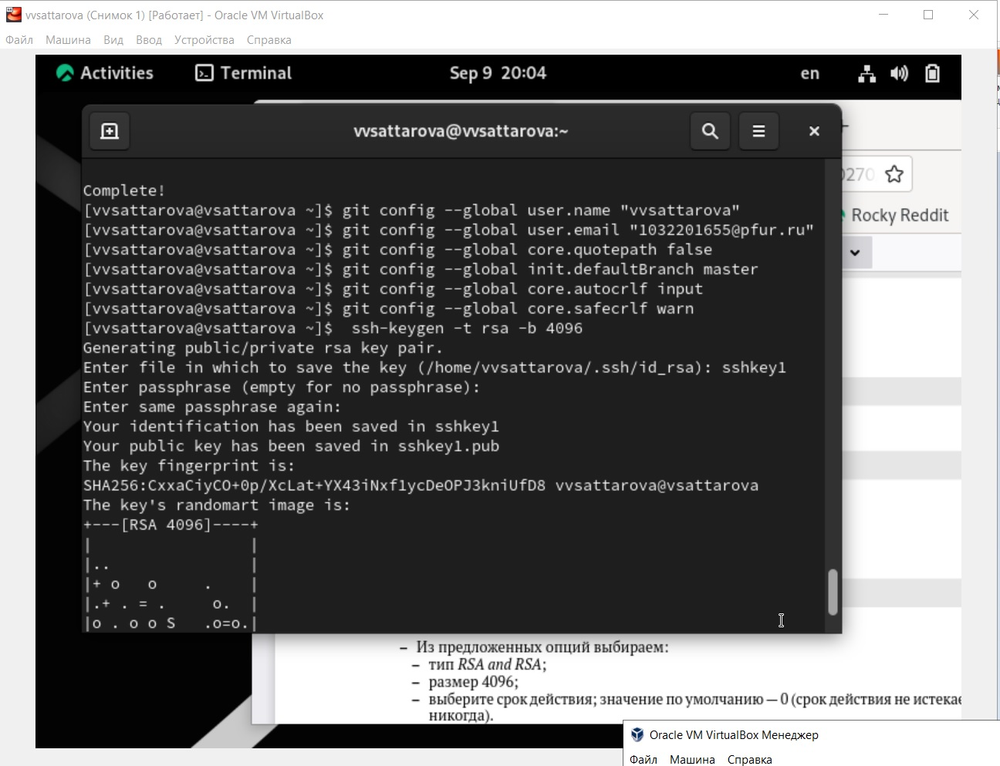 vvsattarova (Снимок 1) [Работает] - Oracle VM VirtualBox
Файл Машина Вид Ввод Устройства Справка
Activities Terminal Sep 9 20:04 en
vvsattarova@vvsattarova:~
0270
Rocky Reddit
Complete!
[vvsattarova@vsattarova ~]$ git config --global user.name "vvsattarova"
[vvsattarova@vsattarova ~]$ git config --global user.email "1032201655@pfur.ru"
[vvsattarova@vsattarova ~]$ git config --global core.quotepath false
[vvsattarova@vsattarova ~]$ git config --global init.defaultBranch master
[vvsattarova@vsattarova ~]$ git config --global core.autocrlf input
[vvsattarova@vsattarova ~]$ git config --global core.safecrlf warn
[vvsattarova@vsattarova ~]$  ssh-keygen -t rsa -b 4096
Generating public/private rsa key pair.
Enter file in which to save the key (/home/vvsattarova/.ssh/id_rsa): sshkey1
Enter passphrase (empty for no passphrase):
Enter same passphrase again:
Your identification has been saved in sshkey1
Your public key has been saved in sshkey1.pub
The key fingerprint is:
SHA256:CxxaCiyCO+0p/XcLat+YX43iNxf1ycDeOPJ3kniUfD8 vvsattarova@vsattarova
The key's randomart image is:
+---[RSA 4096]----+
|                 |
|..               |
|+ o   o     .    |
|.+ . = .     o.  |
|o . o o S   .o=o.|
– Из предложенных опций выбираем:
– тип RSA and RSA;
– размер 4096;
– выберите срок действия; значение по умолчанию — 0 (срок действия не истекае
никогда).
Oracle VM VirtualBox Менеджер
Файл Машина Справка